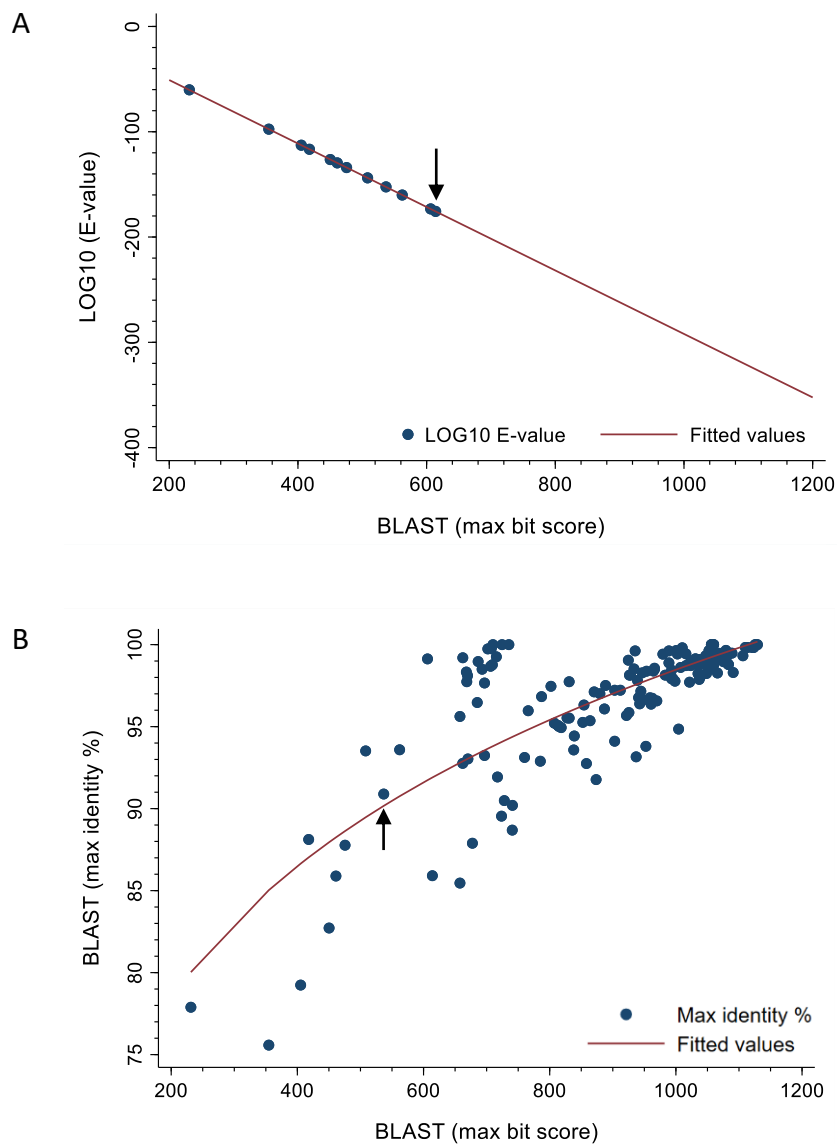 A
0
-100
-200
-300
-400
LOG10 (E-value)
LOG10 E-value Fitted values
200 400 600 800 1000 1200
BLAST (max bit score)
B
100
95
90
85
80
75
BLAST (max identity %)
Max identity %
Fitted values
200 400 600 800 1000 1200
BLAST (max bit score)